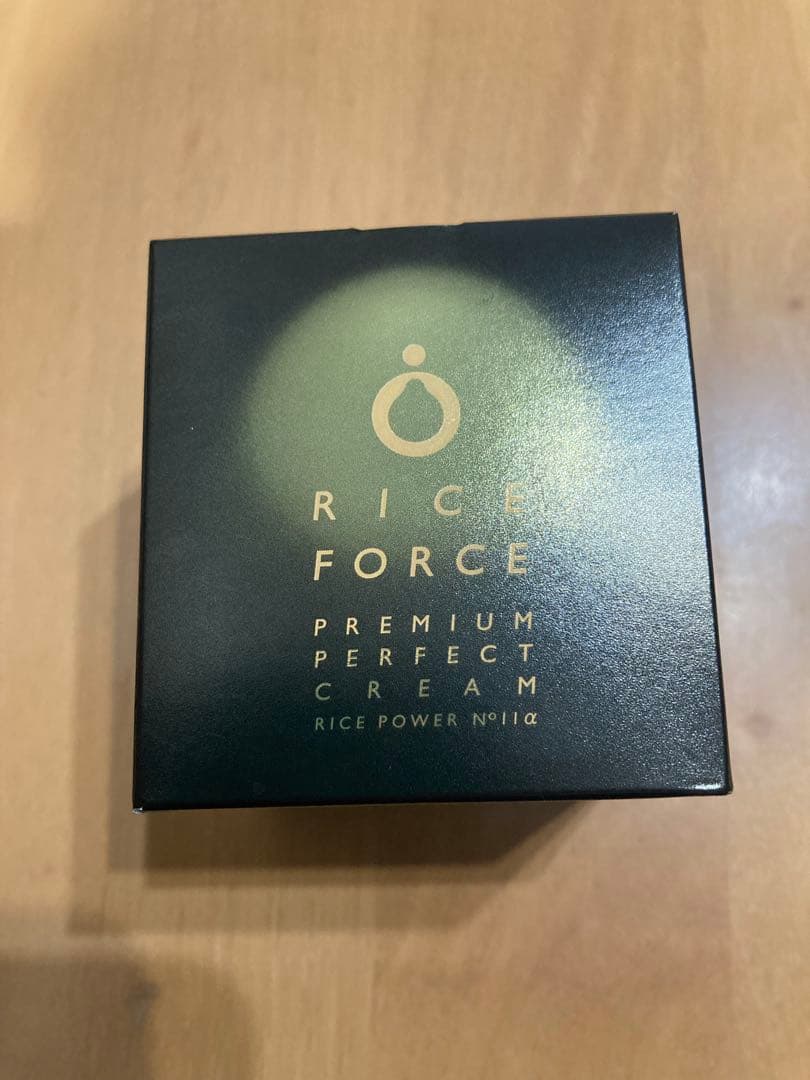 RICE
FORCE
PREMIUM
PERFECT
CREAM
RICE POWER Nº11α